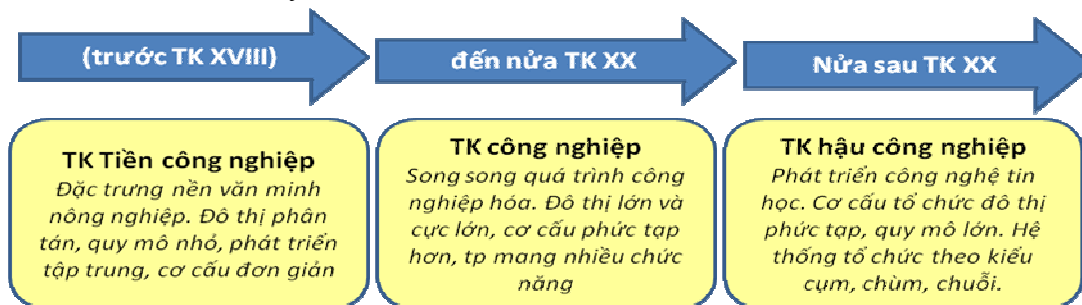 (trước TK XVIII)
đến nửa TK XX
Nửa sau TK XX
TK Tiền công nghiệp
Đặc trưng nền văn minh
nông nghiệp. Đô thị phân
tán, quy mô nhỏ, phát triển
tập trung, cơ cấu đơn giản
TK công nghiệp
Song song quá trình công
nghiệp hóa. Đô thị lớn và
cực lớn, cơ cấu phức tạp
hơn, tp mang nhiều chức
năng
TK hậu công nghiệp
Phát triển công nghệ tin
học. Cơ cấu tổ chức đô thị
phức tạp, quy mô lớn. Hệ
thống tổ chức theo kiểu
cụm, chùm, chuỗi.